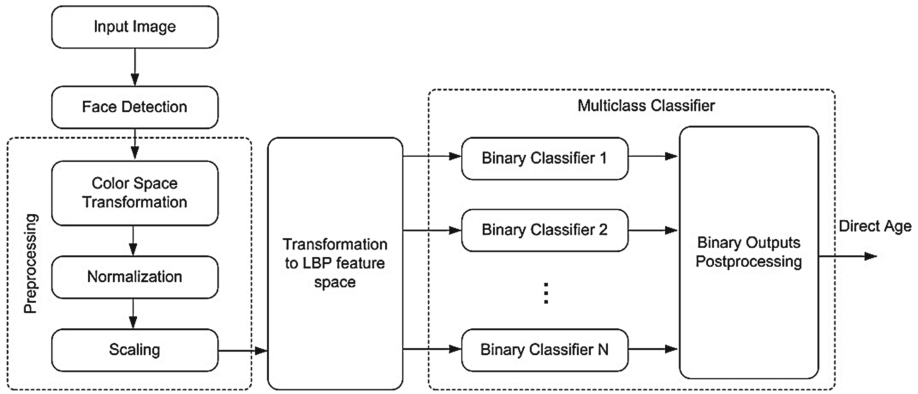 Input Image
Face Detection
Preprocessing
Color Space
Transformation
Normalization
Scaling
Transformation
to LBP feature
space
Multiclass Classifier
Binary Classifier 1
Binary Classifier 2
Binary Classifier N
Binary Outputs
Postprocessing
Direct Age